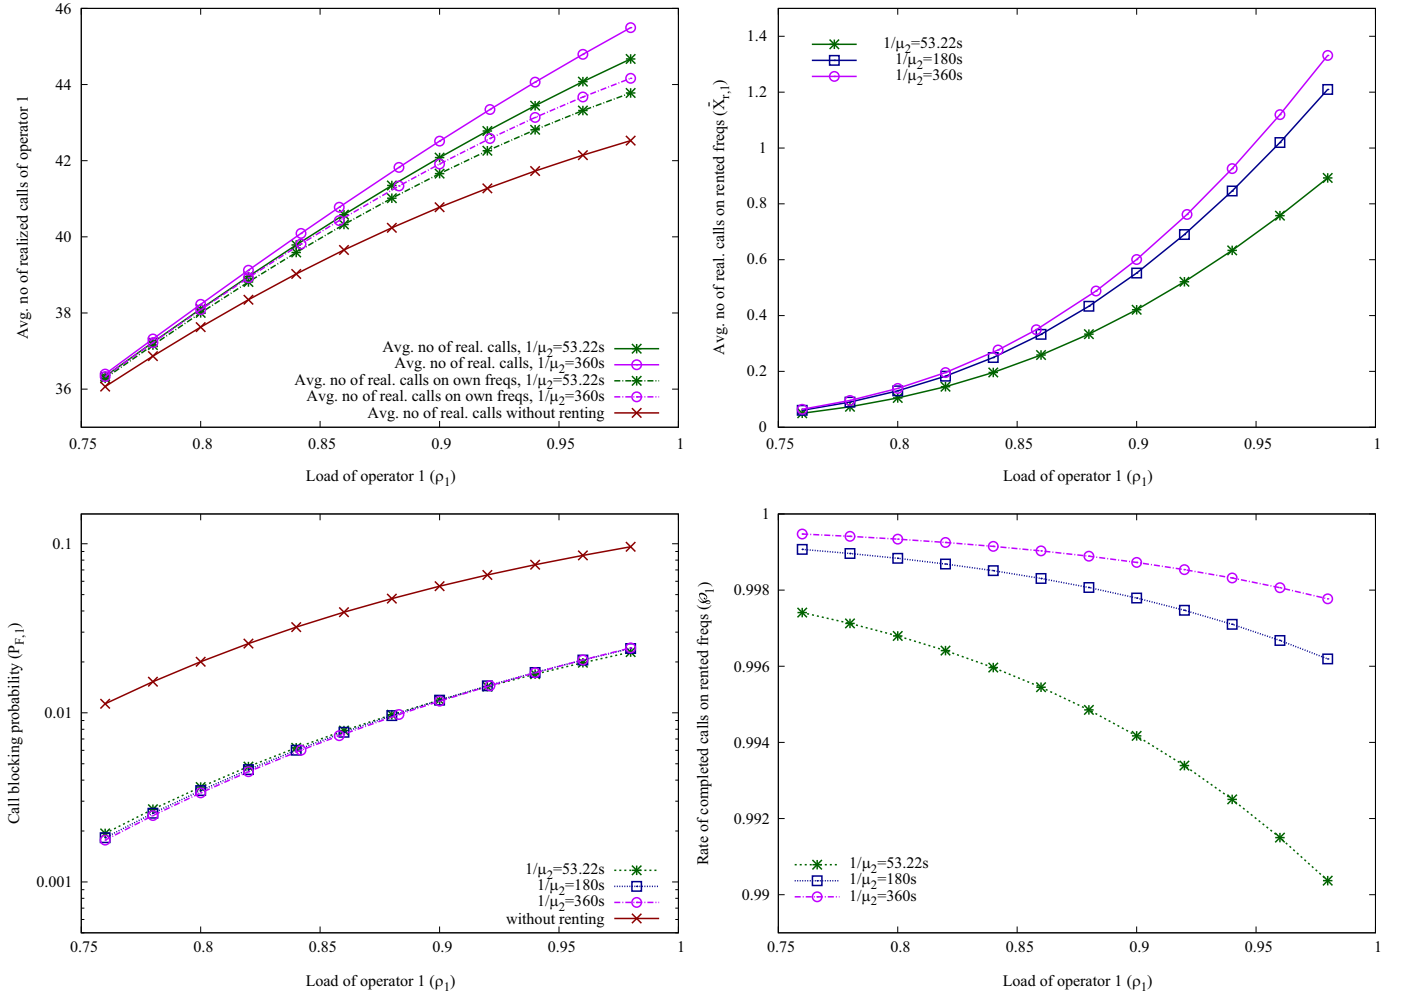 46
44
42
40
38
36
0.75
0.8
0.85
0.9
0.95
1
Avg. no of realized calls of operator 1
Load of operator 1 (ρ1)
Avg. no of real. calls, 1/μ2=53.22s
Avg. no of real. calls, 1/μ2=360s
Avg. no of real. calls on own freqs, 1/μ2=53.22s
Avg. no of real. calls on own freqs, 1/μ2=360s
Avg. no of real. calls without renting
1.4
1.2
1
0.8
0.6
0.4
0.2
0
0.75
0.8
0.85
0.9
0.95
1
Avg. no of real. calls on rented freqs (X̄r,1)
Load of operator 1 (ρ1)
1/μ2=53.22s
1/μ2=180s
1/μ2=360s
0.1
0.01
0.001
0.75
0.8
0.85
0.9
0.95
1
Call blocking probability (PF,1)
Load of operator 1 (ρ1)
1/μ2=53.22s
1/μ2=180s
1/μ2=360s
without renting
1
0.998
0.996
0.994
0.992
0.99
0.75
0.8
0.85
0.9
0.95
1
Rate of completed calls on rented freqs (℘1)
Load of operator 1 (ρ1)
1/μ2=53.22s
1/μ2=180s
1/μ2=360s